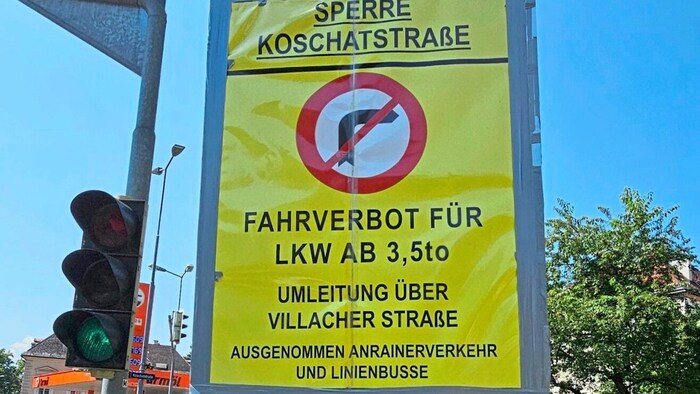 SPERRE
KOSCHATSTRAßE
FAHRVERBOT FÜR
LKW AB 3,5to
UMLEITUNG ÜBER
VILLACHER STRAßE
AUSGENOMMEN ANRAINERVERKEHR
UND LINIENBUSSE